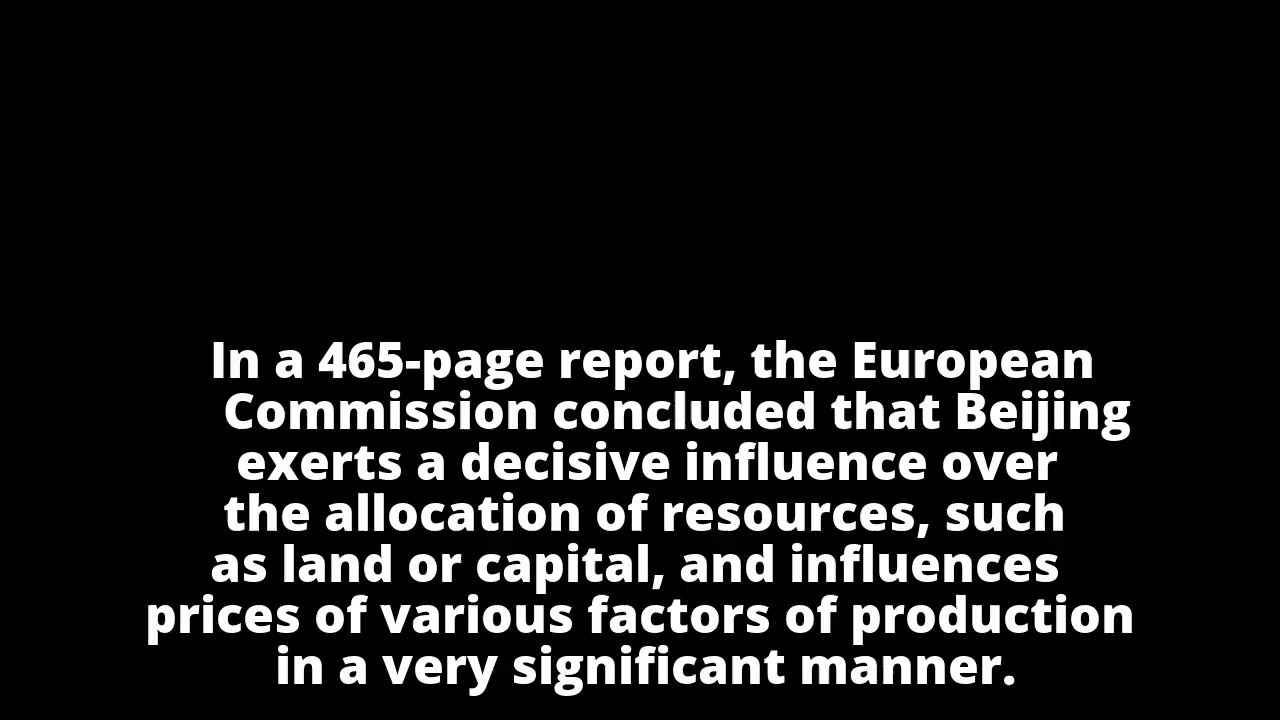 In a 465-page report, the European
Commission concluded that Beijing
exerts a decisive influence over
the allocation of resources, such
as land or capital, and influences
prices of various factors of production
in a very significant manner.